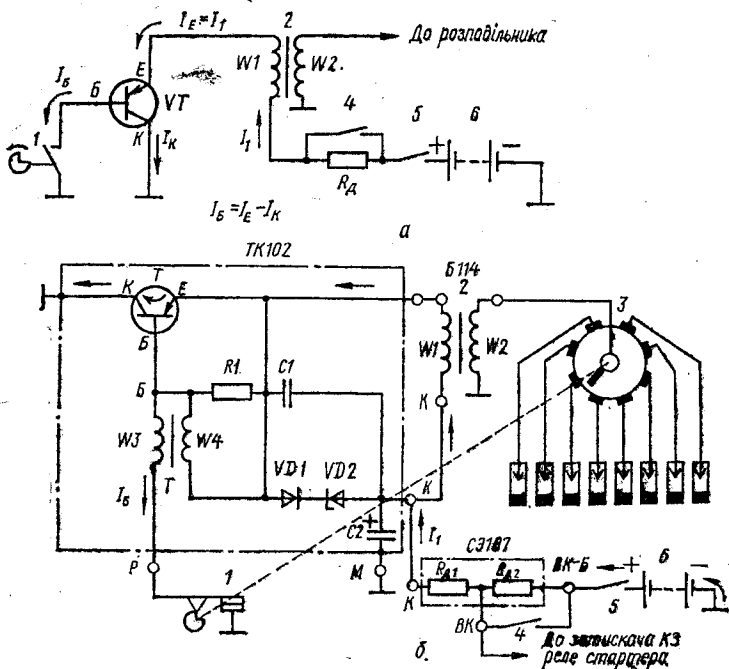 I_E=I_1
2
До розподільника
W1
W2.
E
Б
VT
I_Б
К
I_К
1
I_1
4
5
+
6
−
R_Д
I_Б=I_E−I_К
а
ТК102
К
Т
E
Б
Б114
2
3
W1
W2
Б
R1
C1
К
W3
W4
VD1
VD2
К
I_Б
Т
+
C2
I_1
СЭ107
Р
1
М
К
R_Д1
R_Д2
ВК-Б
+
6
−
5
ВК
4
До затискача КЗ
реле стартера
б.